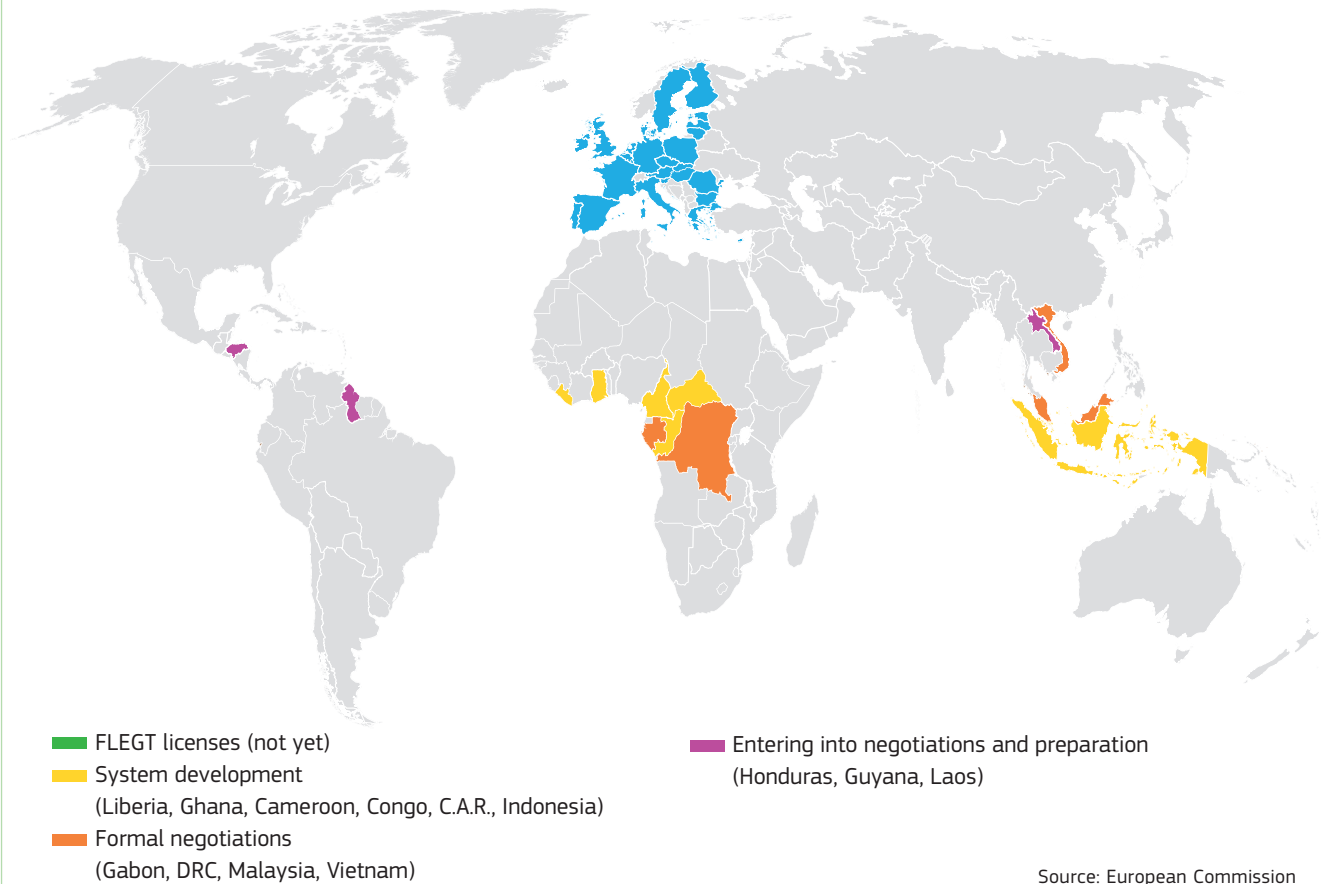 FLEGT licenses (not yet)
System development
(Liberia, Ghana, Cameroon, Congo, C.A.R., Indonesia)
Formal negotiations
(Gabon, DRC, Malaysia, Vietnam)
Entering into negotiations and preparation
(Honduras, Guyana, Laos)
Source: European Commission